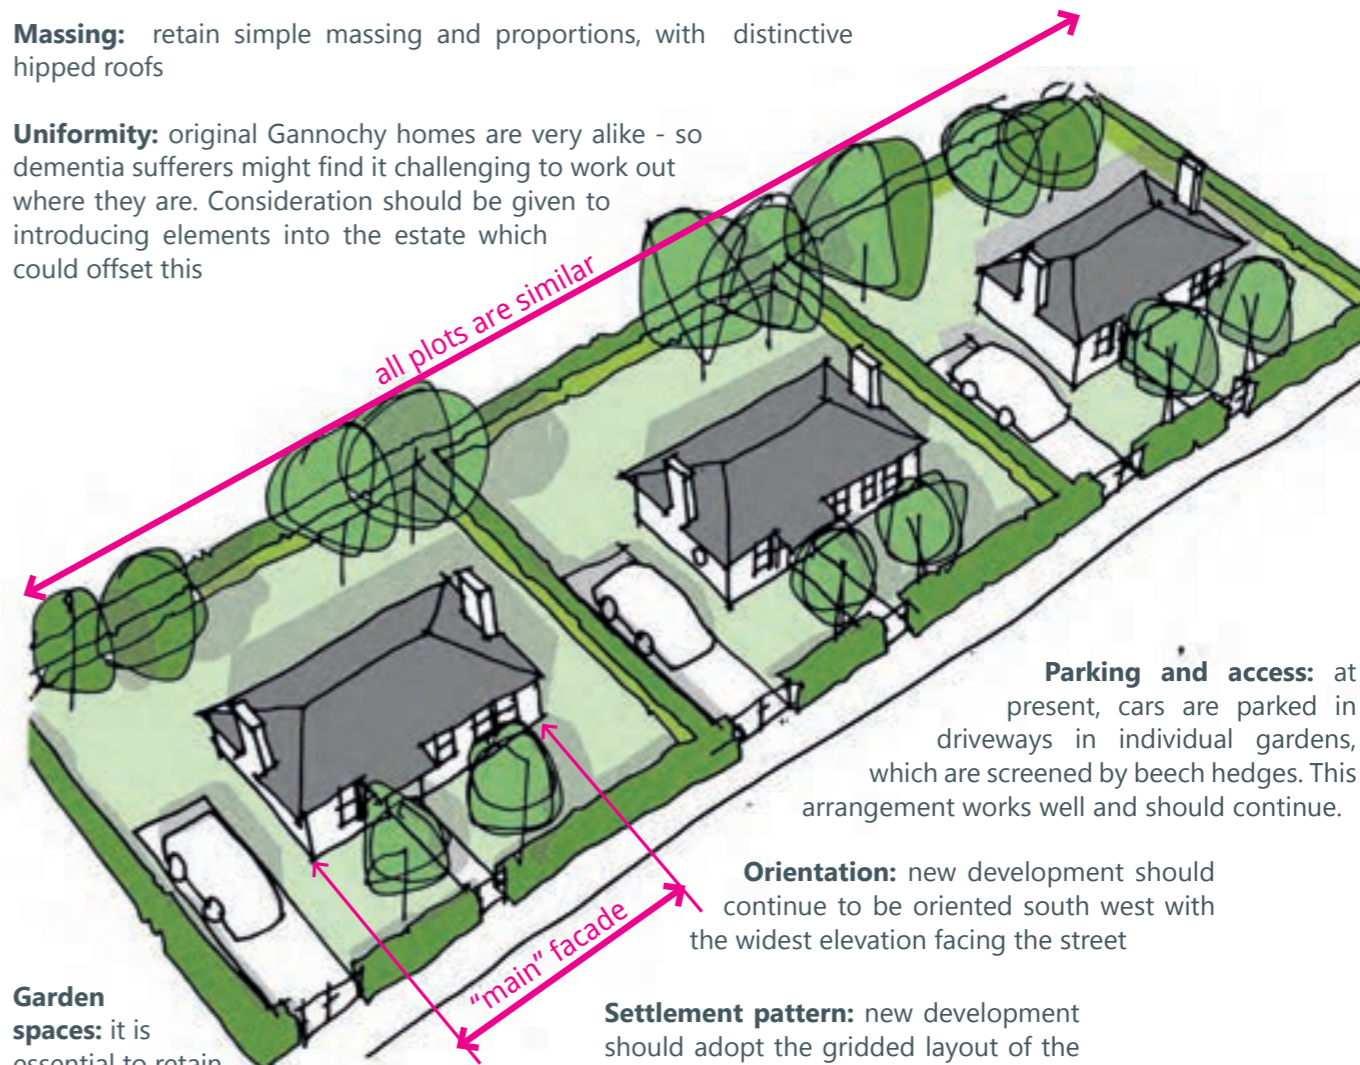 Massing: retain simple massing and proportions, with distinctive
hipped roofs
Uniformity: original Gannochy homes are very alike - so
dementia sufferers might find it challenging to work out
where they are. Consideration should be given to
introducing elements into the estate which
could offset this
all plots are similar
Parking and access: at
present, cars are parked in
driveways in individual gardens,
which are screened by beech hedges. This
arrangement works well and should continue.
Orientation: new development should
continue to be oriented south west with
the widest elevation facing the street
"main" facade
Garden
spaces: it is
essential to retain
Settlement pattern: new development
should adopt the gridded layout of the